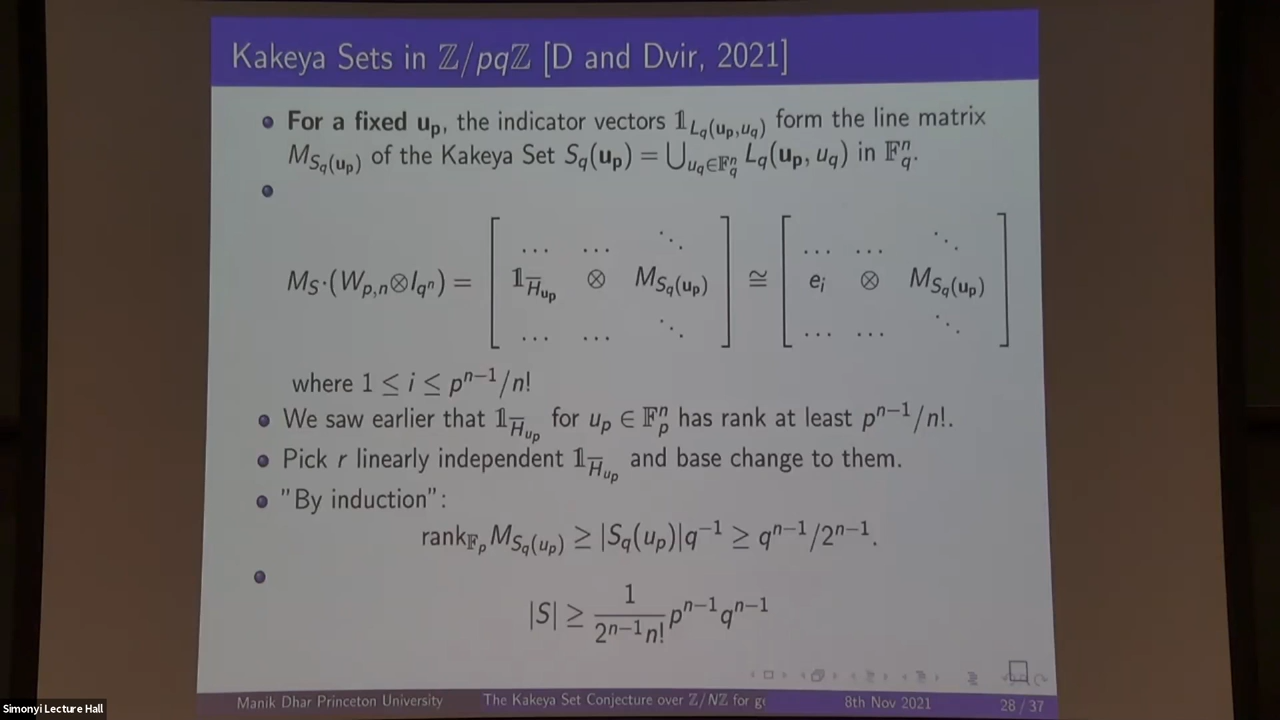 Kakeya Sets in ℤ/pqℤ [D and Dvir, 2021]
For a fixed u_p, the indicator vectors 𝟙_{L_q(u_p,u_q)} form the line matrix
M_{S_q(u_p)} of the Kakeya Set S_q(u_p) = ⋃_{u_q∈𝔽_q^n} L_q(u_p, u_q) in 𝔽_q^n.
M_S·(W_{p,n}⊗I_{q^n}) = [ … … ⋱ ; 𝟙_{H̅_{u_p}} ⊗ M_{S_q(u_p)} ; … … ⋱ ] ≅ [ … … ⋱ ; e_i ⊗ M_{S_q(u_p)} ; … … ⋱ ]
where 1 ≤ i ≤ p^{n−1}/n!
We saw earlier that 𝟙_{H̅_{u_p}} for u_p ∈ 𝔽_p^n has rank at least p^{n−1}/n!.
Pick r linearly independent 𝟙_{H̅_{u_p}} and base change to them.
"By induction":
rank_{𝔽_p} M_{S_q(u_p)} ≥ |S_q(u_p)|q^{−1} ≥ q^{n−1}/2^{n−1}.
|S| ≥ \frac{1}{2^{n−1}n!} p^{n−1}q^{n−1}
Manik Dhar Princeton University The Kakeya Set Conjecture over ℤ/Nℤ for ge 8th Nov 2021 28 / 37
Simonyi Lecture Hall